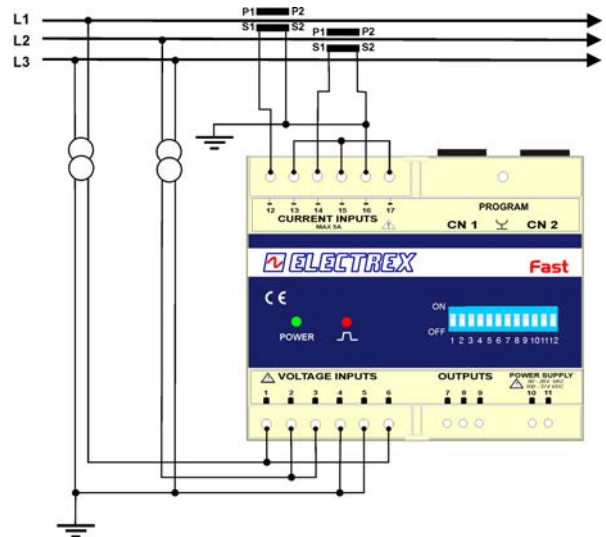 L1
P1 P2
S1 S2
L2
P1 P2
S1 S2
L3
12 13 14 15 16 17
CURRENT INPUTS
MAX 5A
PROGRAM
CN 1 CN 2
ELECTREX
Fast
CE
POWER
ON
OFF
1 2 3 4 5 6 7 8 9 10 11 12
VOLTAGE INPUTS
1 2 3 4 5 6
OUTPUTS
7 8 9
POWER SUPPLY
10 11